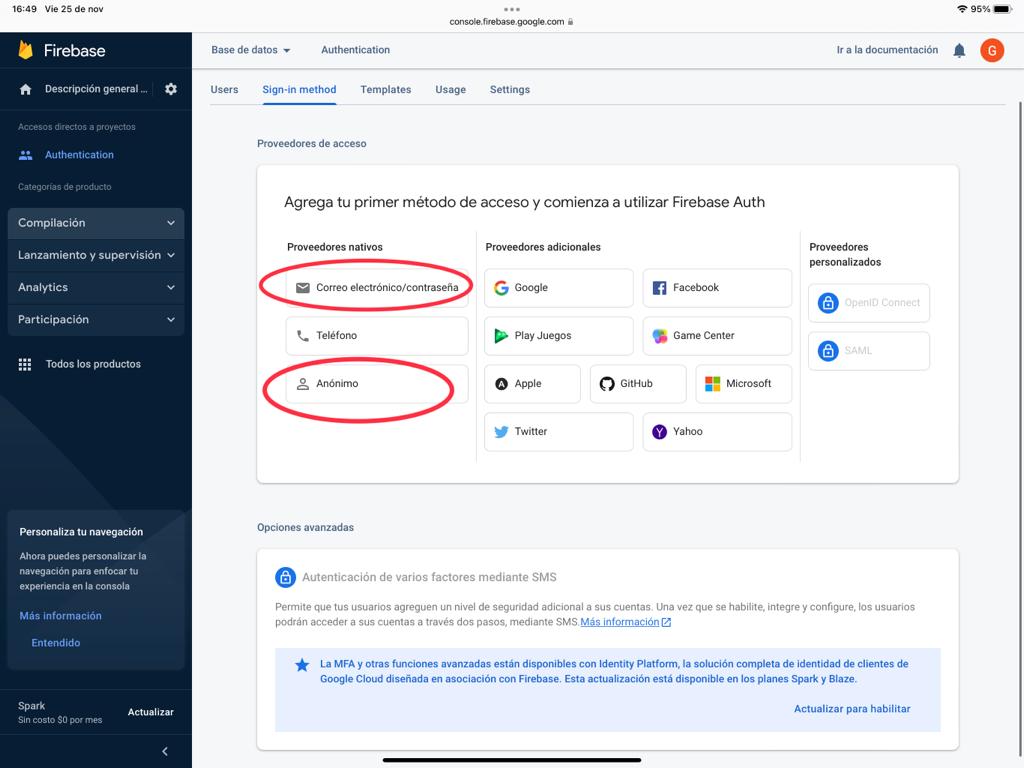 16:49 Vie 25 de nov
95%
console.firebase.google.com
Firebase
Descripción general ...
Accesos directos a proyectos
Authentication
Categorías de producto
Compilación
Lanzamiento y supervisión
Analytics
Participación
Todos los productos
Personaliza tu navegación
Ahora puedes personalizar la
navegación para enfocar tu
experiencia en la consola
Más información
Entendido
Spark
Sin costo $0 por mes
Actualizar
Base de datos
Authentication
Ir a la documentación
G
Users
Sign-in method
Templates
Usage
Settings
Proveedores de acceso
Agrega tu primer método de acceso y comienza a utilizar Firebase Auth
Proveedores nativos
Correo electrónico/contraseña
Teléfono
Anónimo
Proveedores adicionales
Google
Facebook
Play Juegos
Game Center
Apple
GitHub
Microsoft
Twitter
Yahoo
Proveedores
personalizados
OpenID Connect
SAML
Opciones avanzadas
Autenticación de varios factores mediante SMS
Permite que tus usuarios agreguen un nivel de seguridad adicional a sus cuentas. Una vez que se habilite, integre y configure, los usuarios
podrán acceder a sus cuentas a través dos pasos, mediante SMS.Más información
La MFA y otras funciones avanzadas están disponibles con Identity Platform, la solución completa de identidad de clientes de
Google Cloud diseñada en asociación con Firebase. Esta actualización está disponible en los planes Spark y Blaze.
Actualizar para habilitar